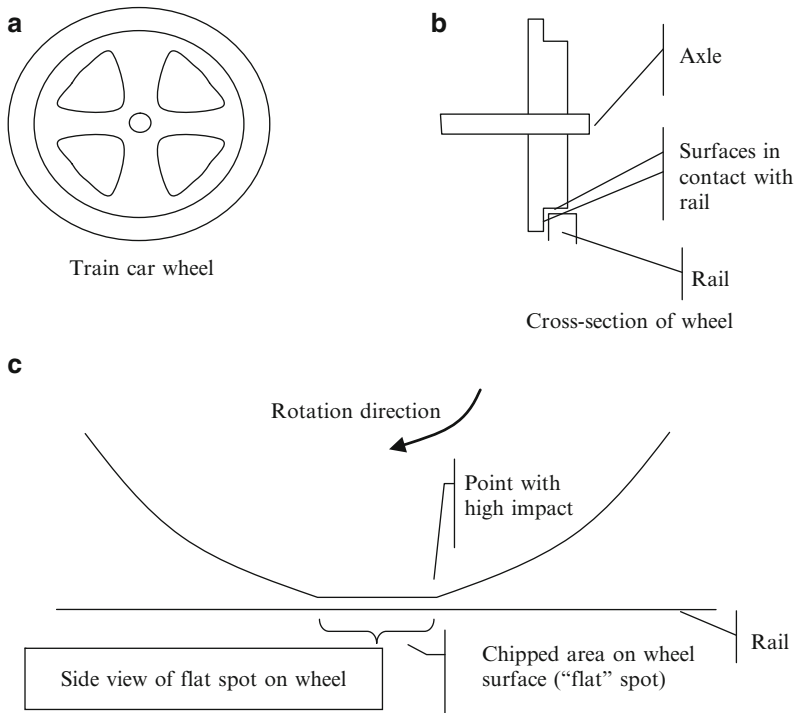 a
Train car wheel
b
Axle
Surfaces in
contact with
rail
Rail
Cross-section of wheel
c
Rotation direction
Point with
high impact
Rail
Chipped area on wheel
surface (“flat” spot)
Side view of flat spot on wheel